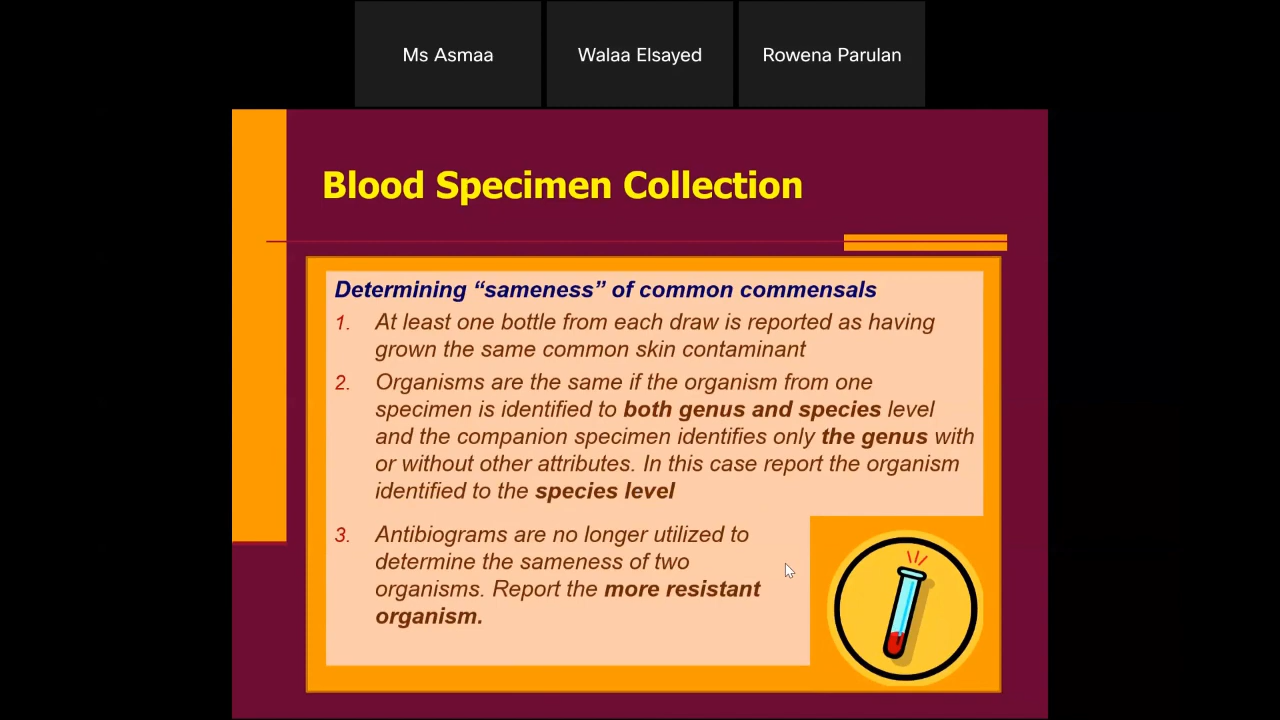 Ms Asmaa
Walaa Elsayed
Rowena Parulan
Blood Specimen Collection
Determining “sameness” of common commensals
1. At least one bottle from each draw is reported as having
grown the same common skin contaminant
2. Organisms are the same if the organism from one
specimen is identified to both genus and species level
and the companion specimen identifies only the genus with
or without other attributes. In this case report the organism
identified to the species level
3. Antibiograms are no longer utilized to
determine the sameness of two
organisms. Report the more resistant
organism.